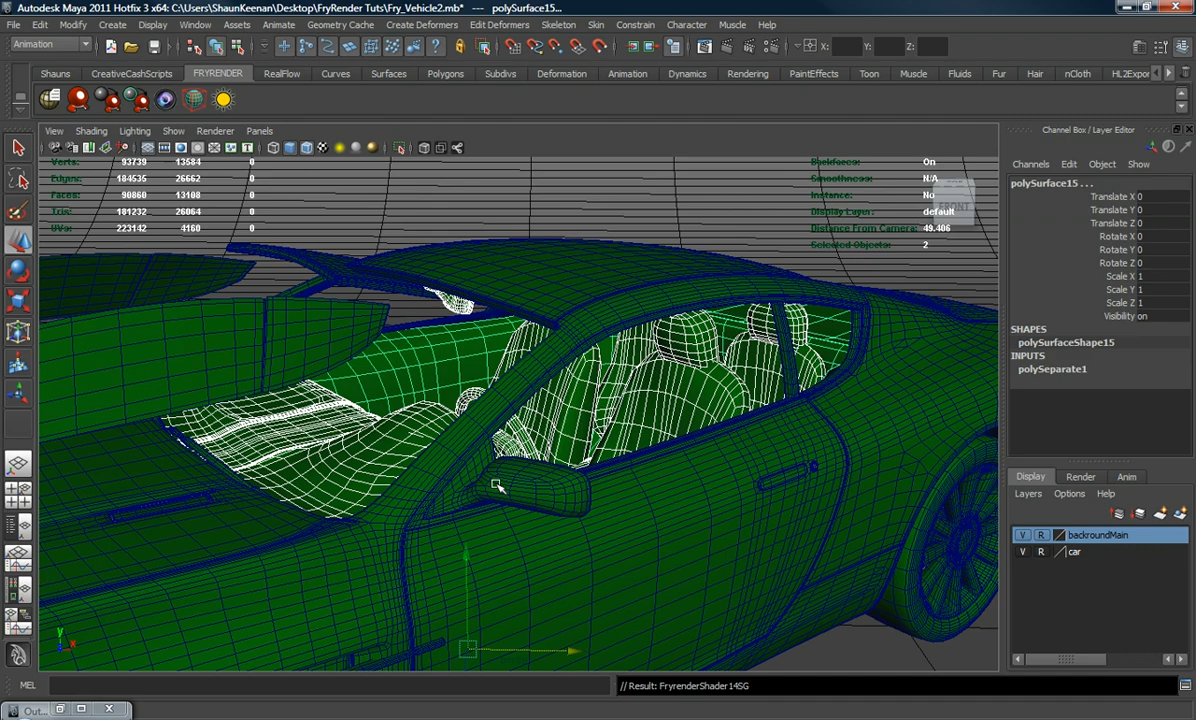 Autodesk Maya 2011 Hotfix 3 x64: C:\Users\ShaunKeenan\Desktop\FryRender Tuts\Fry_Vehicle2.mb* --- polySurface15...
File Edit Modify Create Display Window Assets Animate Geometry Cache Create Deformers Edit Deformers Skeleton Skin Constrain Character Muscle Help
Animation X: Y: Z:
Shauns CreativeCashScripts FRYRENDER RealFlow Curves Surfaces Polygons Subdivs Deformation Animation Dynamics Rendering PaintEffects Toon Muscle Fluids Fur Hair nCloth HL2Expor
Channel Box / Layer Editor
View Shading Lighting Show Renderer Panels
Channels Edit Object Show
Verts: 93739 13584 0 Backfaces: On
Edges: 184535 26662 0 Smoothness: N/A
Faces: 90860 13108 0 Instance: No
Tris: 181232 26064 0 Display Layer: default
UVs: 223142 4160 0 Distance From Camera: 49.406
Selected Objects: 2
FRONT
polySurface15 . . .
Translate X 0
Translate Y 0
Translate Z 0
Rotate X 0
Rotate Y 0
Rotate Z 0
Scale X 1
Scale Y 1
Scale Z 1
Visibility on
SHAPES
polySurfaceShape15
INPUTS
polySeparate1
Display Render Anim
Layers Options Help
V R backroundMain
V R car
y
x
MEL // Result: FryrenderShader14SG
Out...